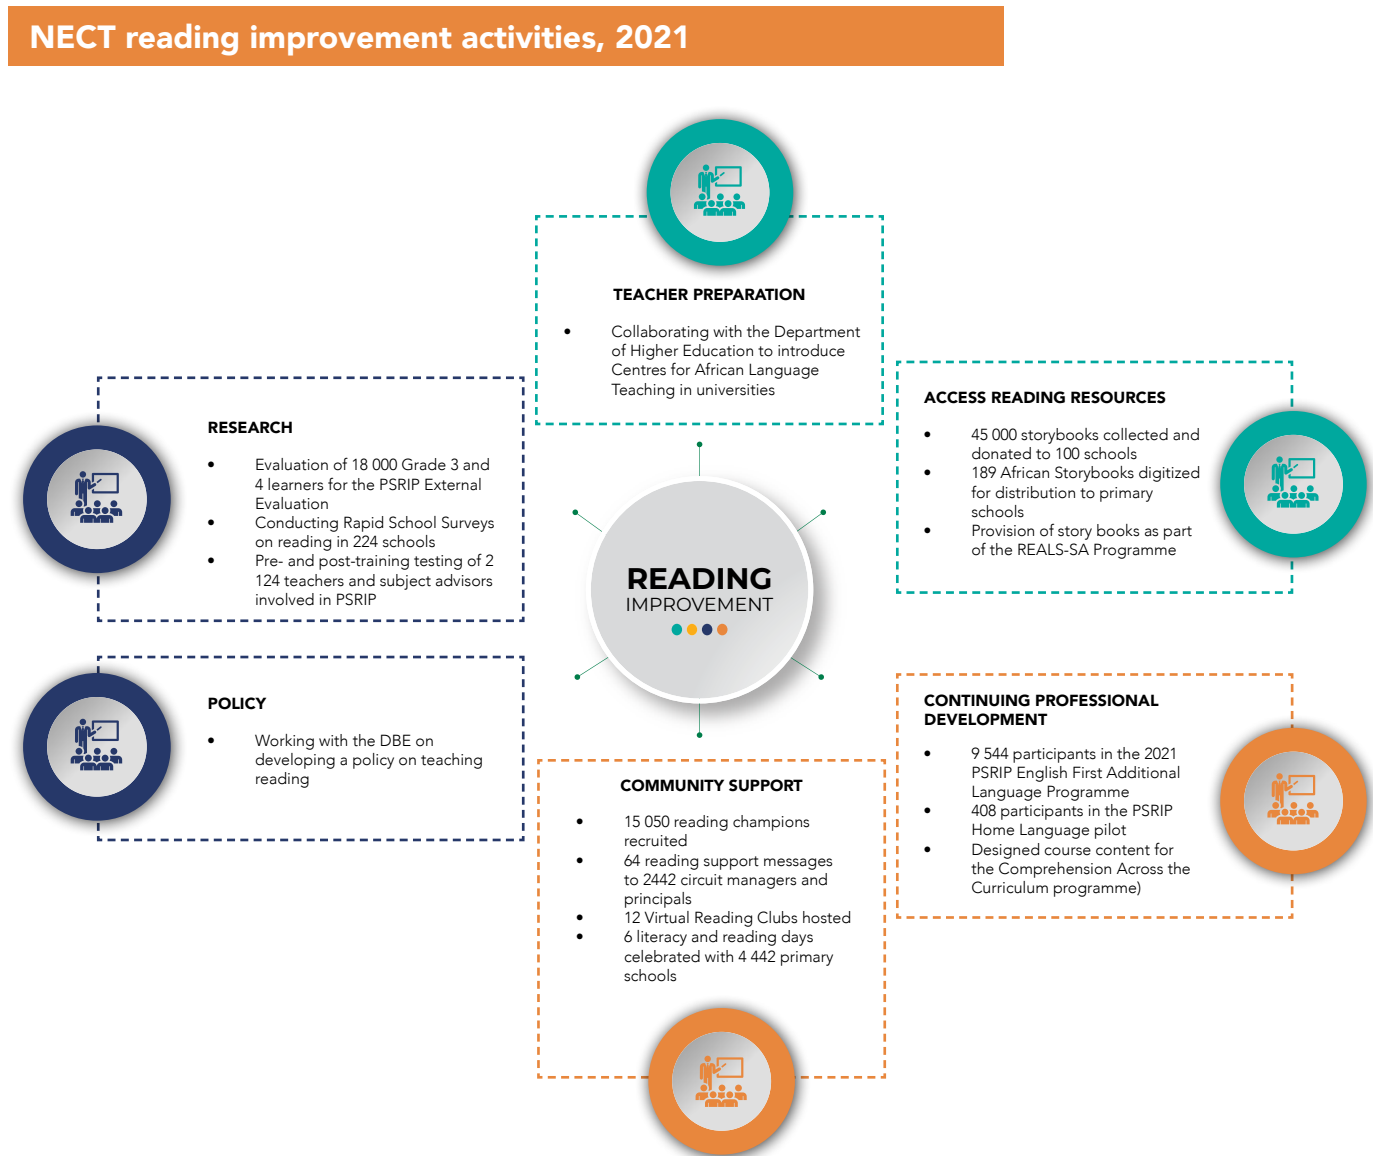 NECT reading improvement activities, 2021
TEACHER PREPARATION
• Collaborating with the Department
of Higher Education to introduce
Centres for African Language
Teaching in universities
RESEARCH
• Evaluation of 18 000 Grade 3 and
4 learners for the PSRIP External
Evaluation
• Conducting Rapid School Surveys
on reading in 224 schools
• Pre- and post-training testing of 2
124 teachers and subject advisors
involved in PSRIP
ACCESS READING RESOURCES
• 45 000 storybooks collected and
donated to 100 schools
• 189 African Storybooks digitized
for distribution to primary
schools
• Provision of story books as part
of the REALS-SA Programme
READING
IMPROVEMENT
POLICY
• Working with the DBE on
developing a policy on teaching
reading
COMMUNITY SUPPORT
• 15 050 reading champions
recruited
• 64 reading support messages
to 2442 circuit managers and
principals
• 12 Virtual Reading Clubs hosted
• 6 literacy and reading days
celebrated with 4 442 primary
schools
CONTINUING PROFESSIONAL
DEVELOPMENT
• 9 544 participants in the 2021
PSRIP English First Additional
Language Programme
• 408 participants in the PSRIP
Home Language pilot
• Designed course content for
the Comprehension Across the
Curriculum programme)